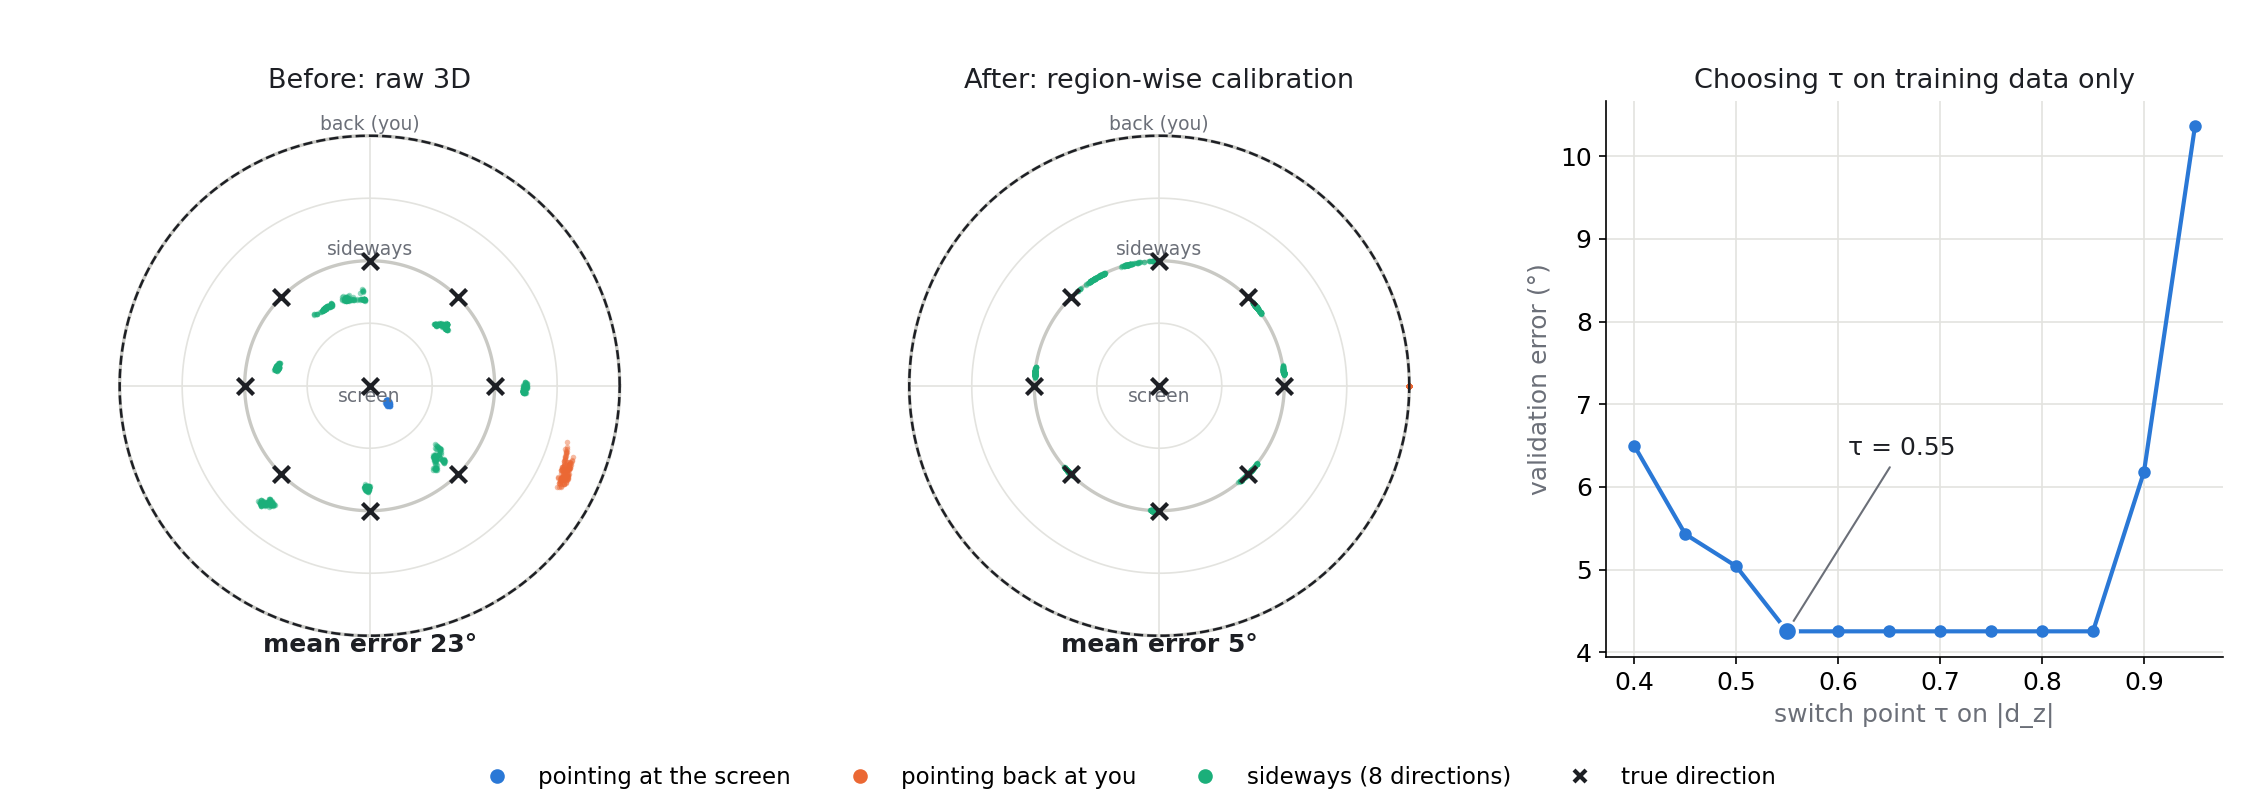 Before: raw 3D
back (you)
sideways
screen
mean error 23°
After: region-wise calibration
back (you)
sideways
screen
mean error 5°
Choosing τ on training data only
validation error (°)
10
9
8
7
6
5
4
τ = 0.55
0.4 0.5 0.6 0.7 0.8 0.9
switch point τ on |d_z|
pointing at the screen pointing back at you sideways (8 directions) true direction